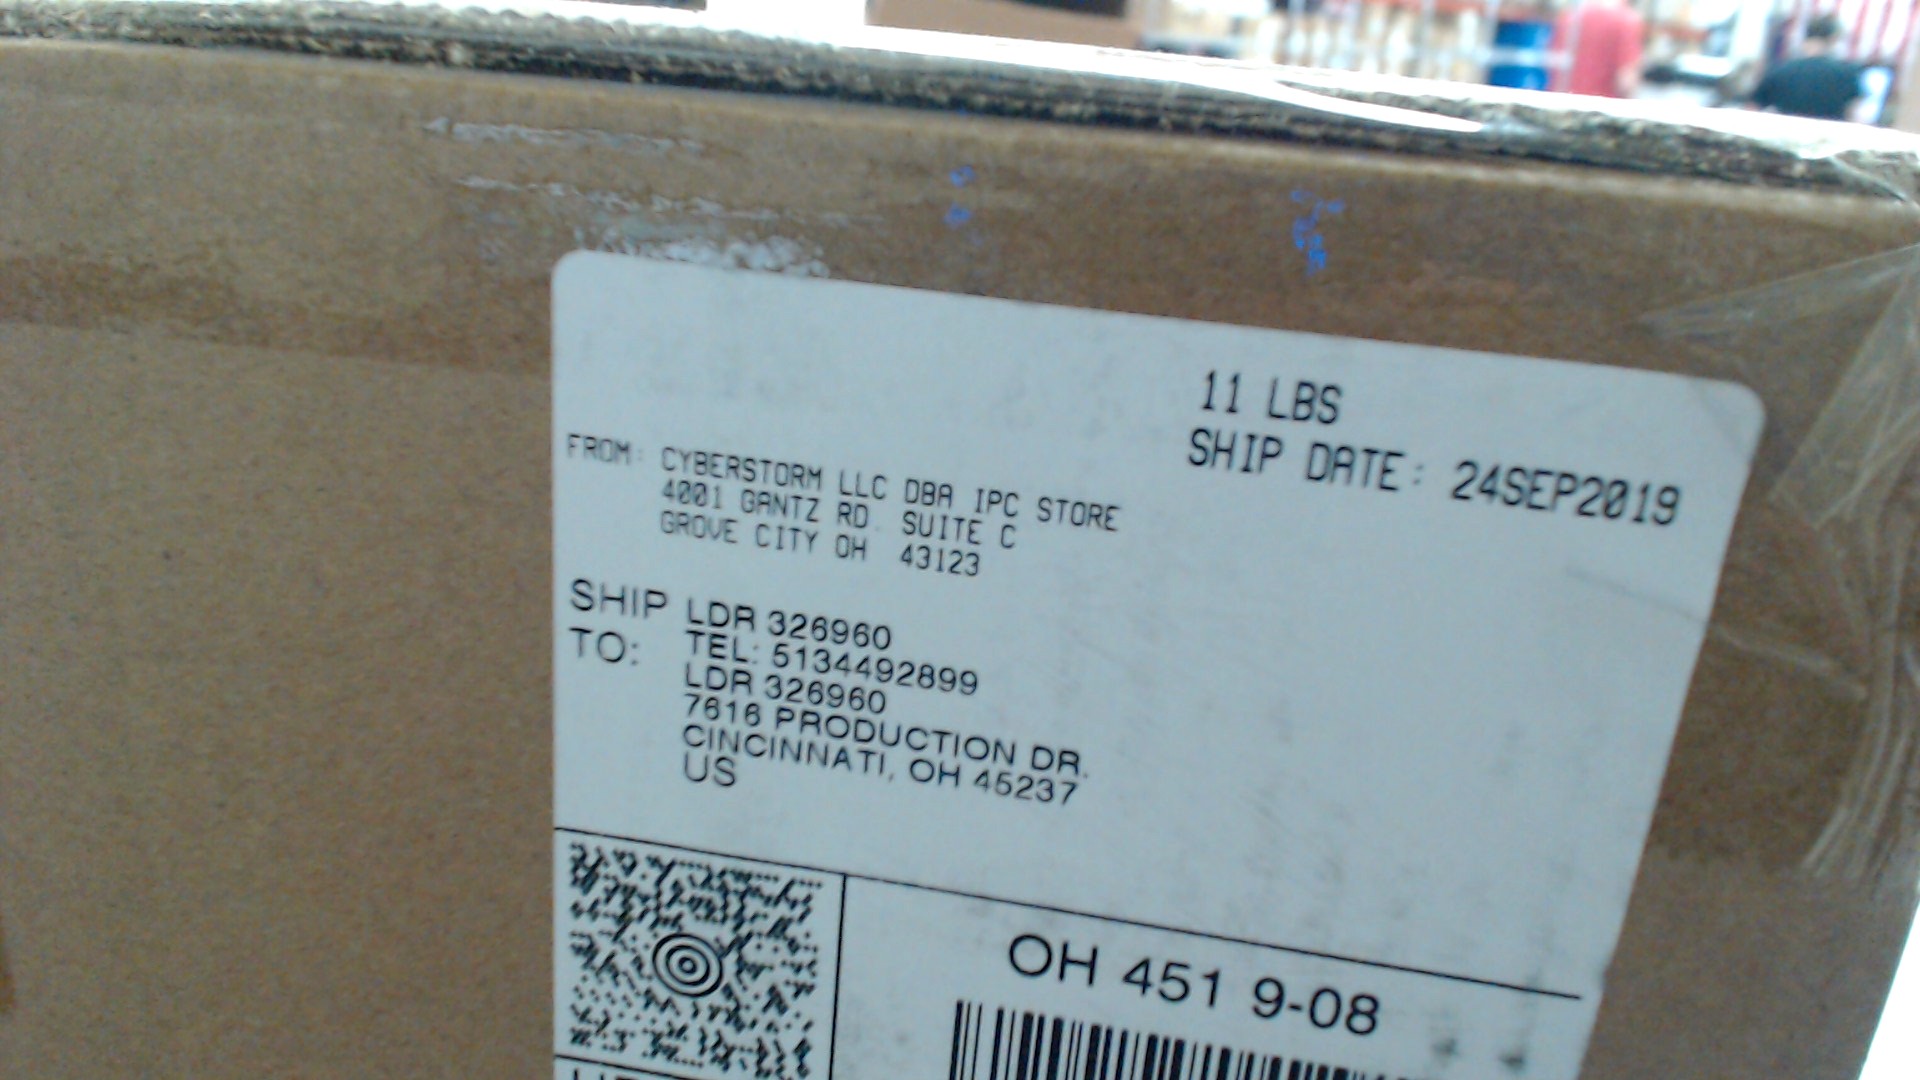 11 LBS
SHIP DATE: 24SEP2019
FROM: CYBERSTORM LLC DBA IPC STORE
4001 GANTZ RD. SUITE C
GROVE CITY OH 43123
SHIP TO:
LDR 326960
TEL: 5134492899
LDR 326960
7616 PRODUCTION DR.
CINCINNATI, OH 45237
US
OH 451 9-08